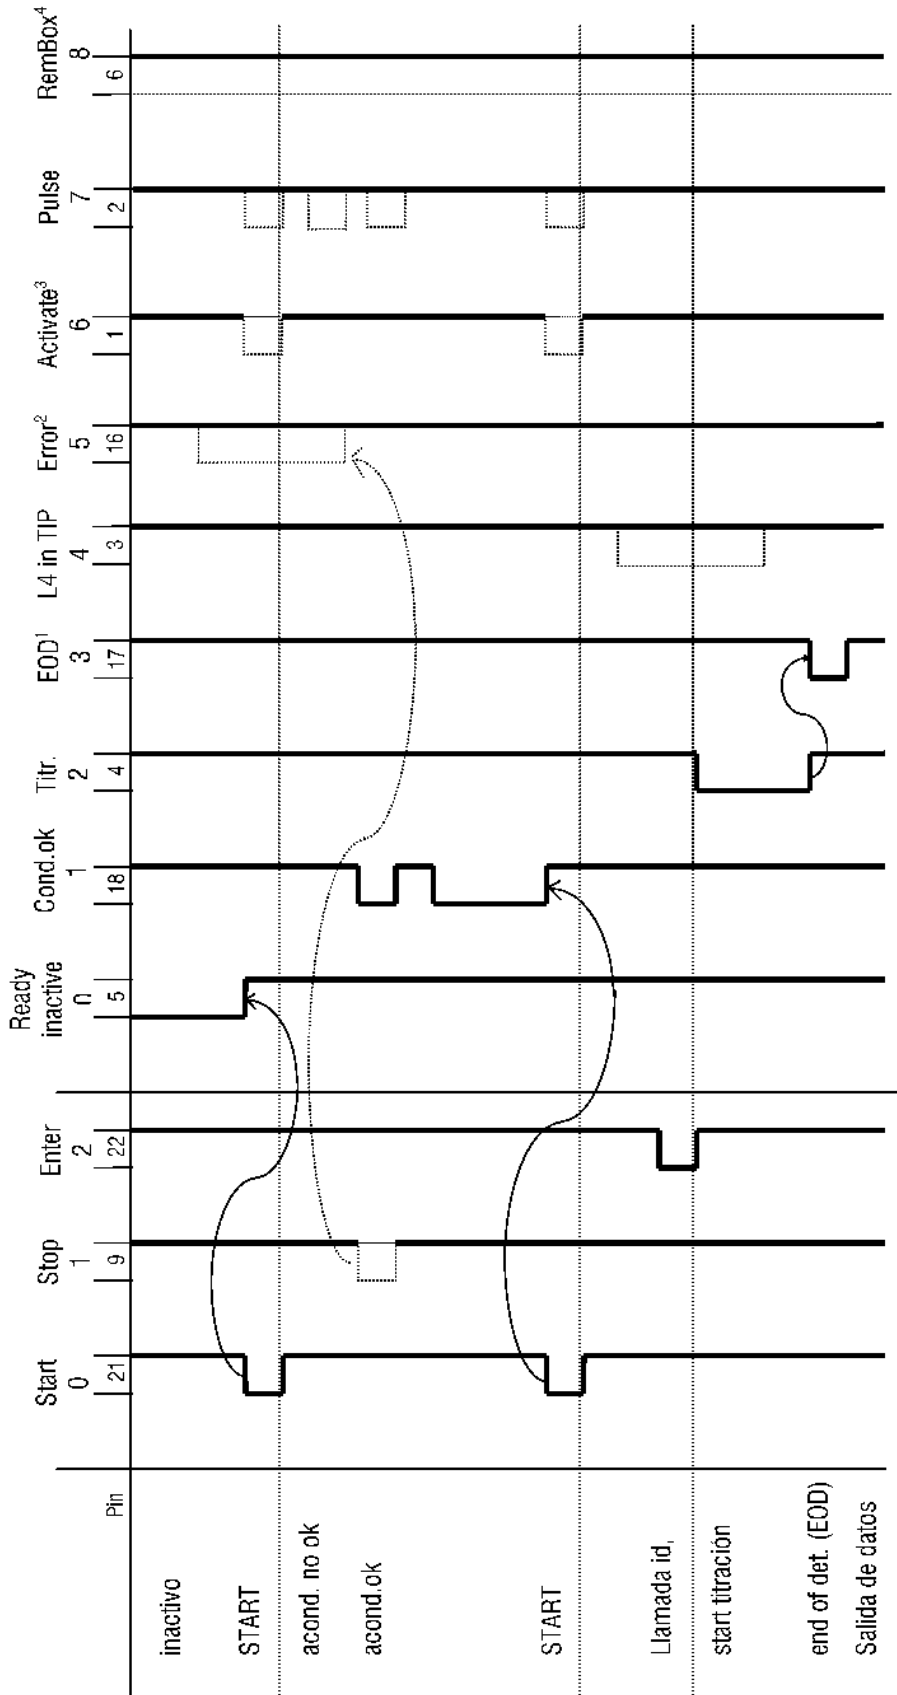 Pin
Start
0
21
Stop
1
9
Enter
2
22
Ready
inactive
0
5
Cond.ok
1
18
Titr.
2
4
EOD¹
3
17
L4 in TIP
4
3
Error²
5
16
Activate³
6
1
Pulse
7
2
RemBox⁴
8
6
inactivo
START
acond. no ok
acond.ok
START
Llamada id,
start titración
end of det. (EOD)
Salida de datos